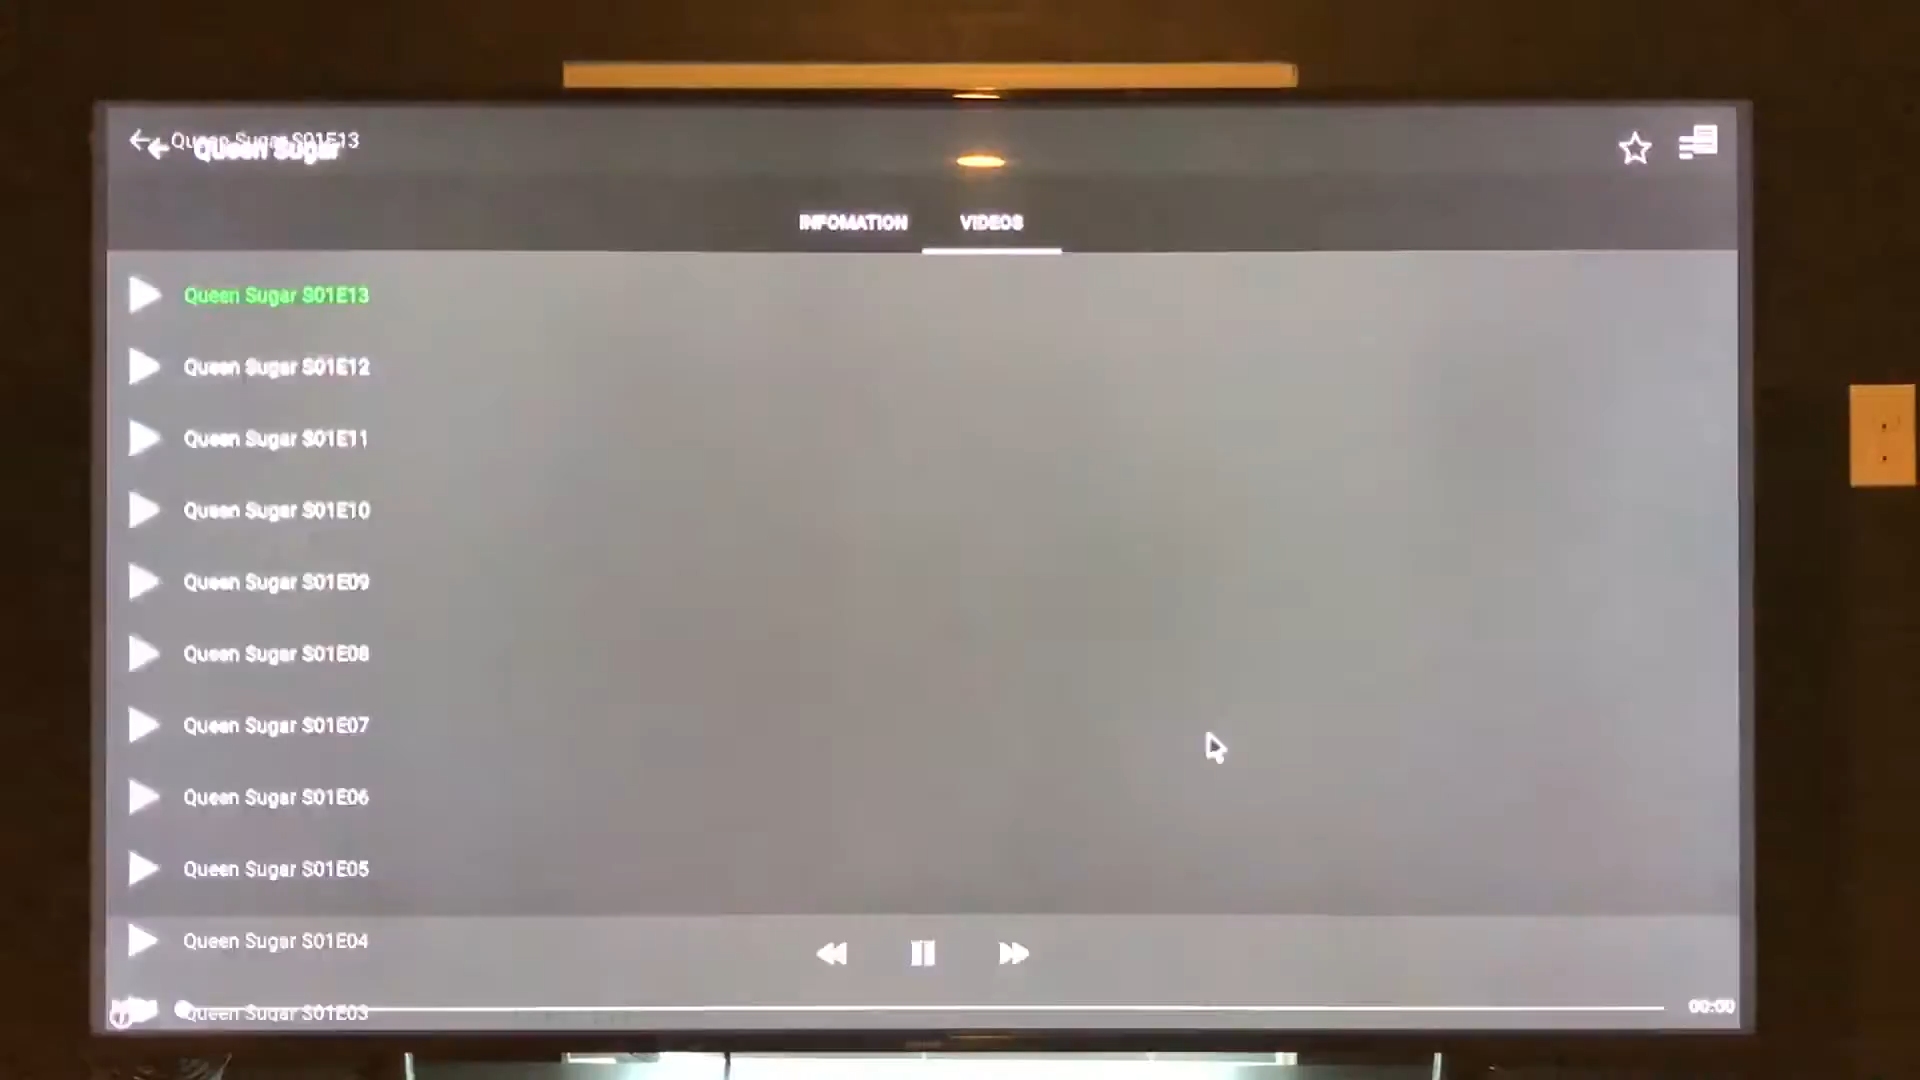 Queen Sugar S01E13
Queen Sugar
INFOMATION
VIDEOS
Queen Sugar S01E13
Queen Sugar S01E12
Queen Sugar S01E11
Queen Sugar S01E10
Queen Sugar S01E09
Queen Sugar S01E08
Queen Sugar S01E07
Queen Sugar S01E06
Queen Sugar S01E05
Queen Sugar S01E04
Queen Sugar S01E03
00:00